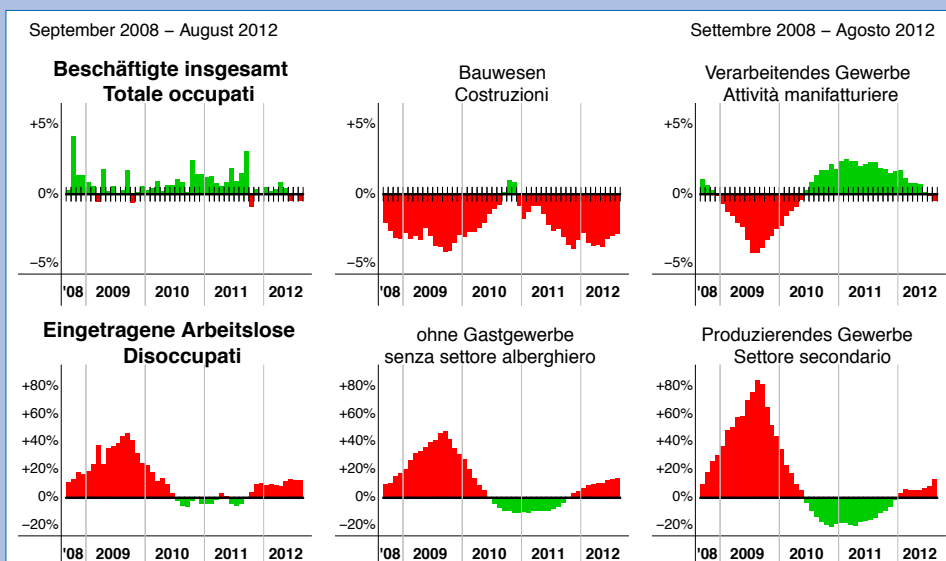 September 2008 – August 2012
Settembre 2008 – Agosto 2012
Beschäftigte insgesamt
Totale occupati
+5%
0%
–5%
'08 2009 2010 2011 2012
Bauwesen
Costruzioni
+5%
0%
–5%
'08 2009 2010 2011 2012
Verarbeitendes Gewerbe
Attività manifatturiere
+5%
0%
–5%
'08 2009 2010 2011 2012
Eingetragene Arbeitslose
Disoccupati
+80%
+60%
+40%
+20%
0%
–20%
'08 2009 2010 2011 2012
ohne Gastgewerbe
senza settore alberghiero
+80%
+60%
+40%
+20%
0%
–20%
'08 2009 2010 2011 2012
Produzierendes Gewerbe
Settore secondario
+80%
+60%
+40%
+20%
0%
–20%
'08 2009 2010 2011 2012